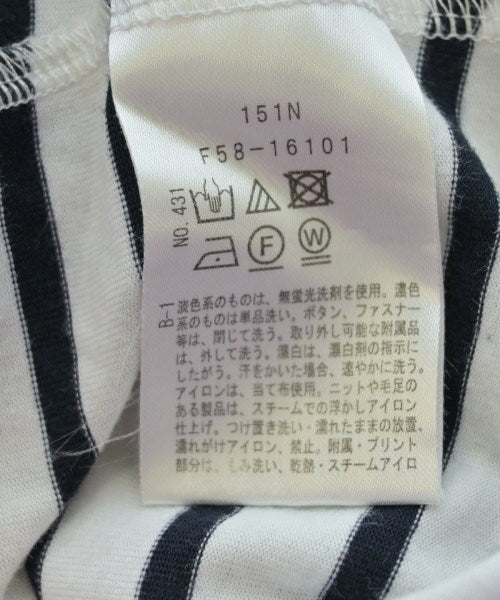 151N
F58-16101
NO. 431
F W
B-1
淡色系のものは、無蛍光洗剤を使用。濃色
系のものは単品洗い。ボタン、ファスナー
等は、閉じて洗う。取り外し可能な附属品
は、外して洗う。漂白は、漂白剤の指示に
したがう。汗をかいた場合、速やかに洗う。
アイロンは、当て布使用。ニットや毛足の
ある製品は、スチームでの浮かしアイロン
仕上げ。つけ置き洗い・濡れたままの放置、
濡れがけアイロン、禁止。附属・プリント
部分は、もみ洗い、乾熱・スチームアイロ